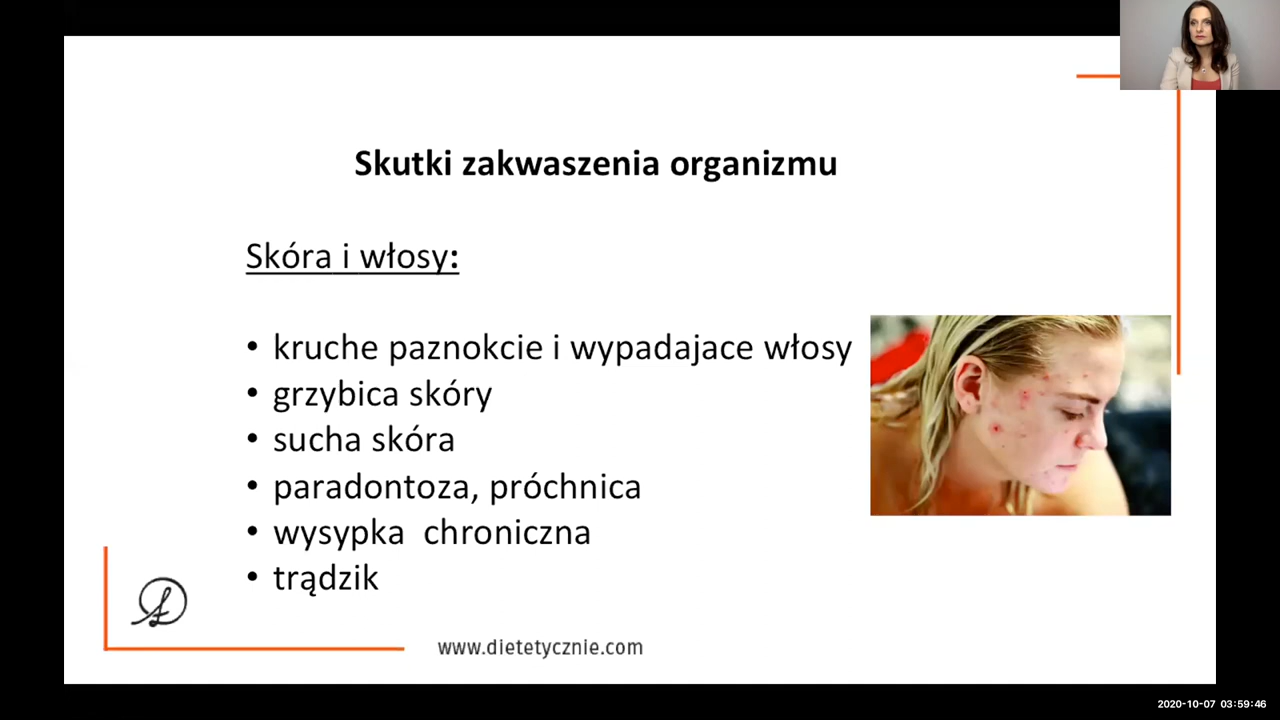 Skutki zakwaszenia organizmu
Skóra i włosy:
• kruche paznokcie i wypadajace włosy
• grzybica skóry
• sucha skóra
• paradontoza, próchnica
• wysypka  chroniczna
• trądzik
www.dietetycznie.com
2020-10-07 03:59:46